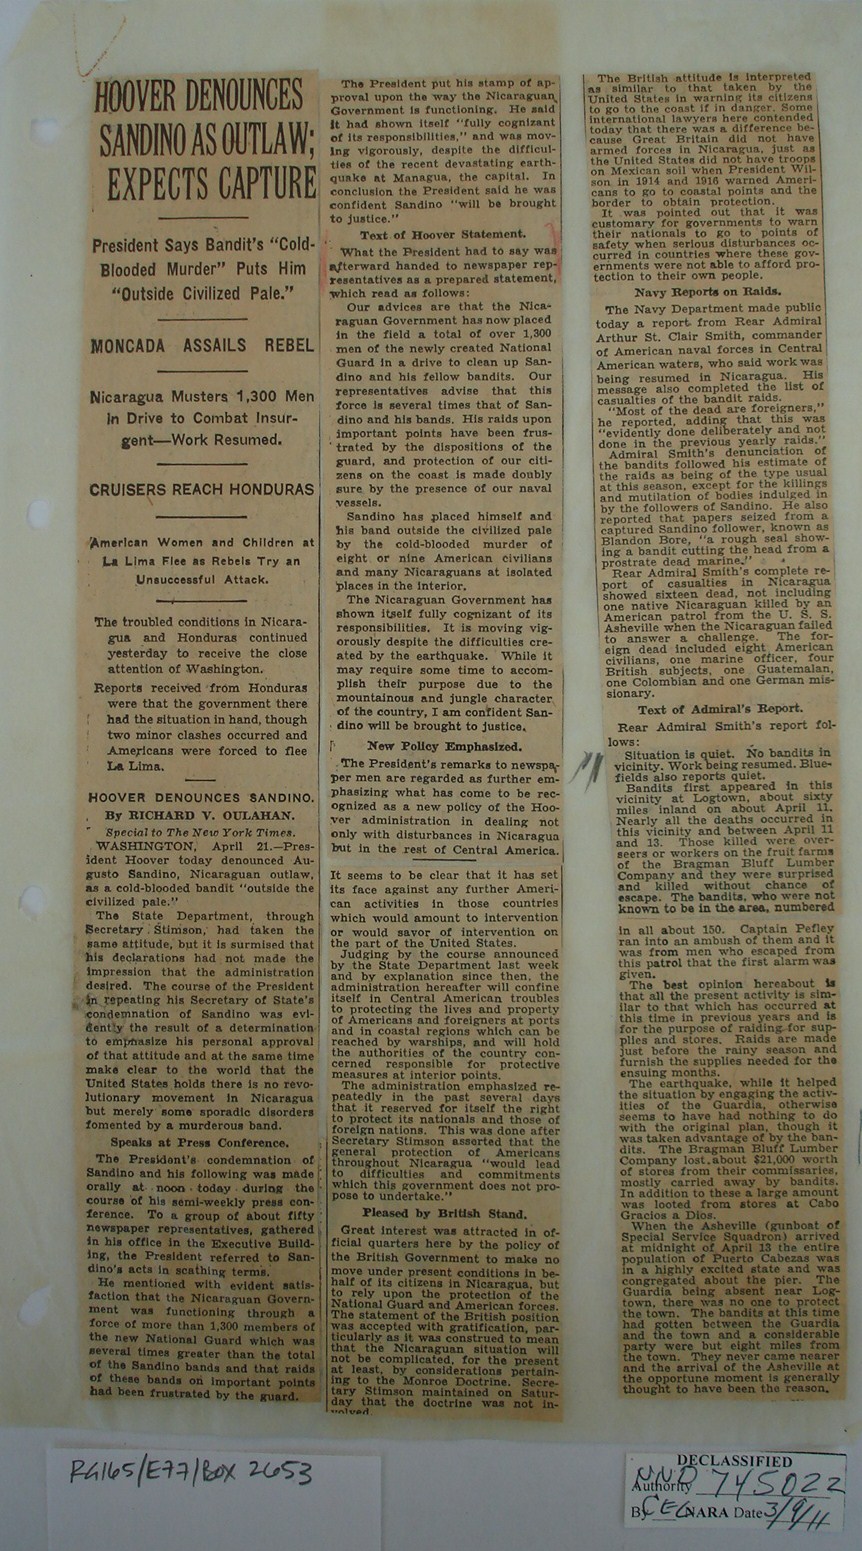 HOOVER DENOUNCES
SANDINO AS OUTLAW;
EXPECTS CAPTURE
President Says Bandit's "Cold-
Blooded Murder" Puts Him
"Outside Civilized Pale."
MONCADA ASSAILS REBEL
Nicaragua Musters 1,300 Men
in Drive to Combat Insur-
gent—Work Resumed.
CRUISERS REACH HONDURAS
American Women and Children at
La Lima Flee as Rebels Try an
Unsuccessful Attack.
The troubled conditions in Nicara-
gua and Honduras continued
yesterday to receive the close
attention of Washington.
Reports received from Honduras
were that the government there
had the situation in hand, though
two minor clashes occurred and
Americans were forced to flee
La Lima.
HOOVER DENOUNCES SANDINO.
By RICHARD V. OULAHAN.
Special to The New York Times.
WASHINGTON, April 21.—Pres-
ident Hoover today denounced Au-
gusto Sandino, Nicaraguan outlaw,
as a cold-blooded bandit "outside the
civilized pale."
The State Department, through
Secretary Stimson, had taken the
same attitude, but it is surmised that
his declarations had not made the
impression that the administration
desired. The course of the President
in repeating his Secretary of State's
condemnation of Sandino was evi-
dently the result of a determination
to emphasize his personal approval
of that attitude and at the same time
make clear to the world that the
United States holds there is no revo-
lutionary movement in Nicaragua
but merely some sporadic disorders
fomented by a murderous band.
Speaks at Press Conference.
The President's condemnation of
Sandino and his following was made
orally at noon today during the
course of his semi-weekly press con-
ference. To a group of about fifty
newspaper representatives, gathered
in his office in the Executive Build-
ing, the President referred to San-
dino's acts in scathing terms.
He mentioned with evident satis-
faction that the Nicaraguan Govern-
ment was functioning through a
force of more than 1,300 members of
the new National Guard which was
several times greater than the total
of the Sandino bands and that raids
of these bands on important points
had been frustrated by the guard.
The President put his stamp of ap-
proval upon the way the Nicaraguan
Government is functioning. He said
it had shown itself "fully cognizant
of its responsibilities," and was mov-
ing vigorously, despite the difficul-
ties of the recent devastating earth-
quake at Managua, the capital. In
conclusion the President said he was
confident Sandino "will be brought
to justice."
Text of Hoover Statement.
What the President had to say was
afterward handed to newspaper rep-
resentatives as a prepared statement,
which read as follows:
Our advices are that the Nica-
raguan Government has now placed
in the field a total of over 1,300
men of the newly created National
Guard in a drive to clean up San-
dino and his fellow bandits. Our
representatives advise that this
force is several times that of San-
dino and his bands. His raids upon
important points have been frus-
trated by the dispositions of the
guard, and protection of our citi-
zens on the coast is made doubly
sure by the presence of our naval
vessels.
Sandino has placed himself and
his band outside the civilized pale
by the cold-blooded murder of
eight or nine American civilians
and many Nicaraguans at isolated
places in the interior.
The Nicaraguan Government has
shown itself fully cognizant of its
responsibilities. It is moving vig-
orously despite the difficulties cre-
ated by the earthquake. While it
may require some time to accom-
plish their purpose due to the
mountainous and jungle character
of the country, I am confident San-
dino will be brought to justice.
New Policy Emphasized.
The President's remarks to newspa-
per men are regarded as further em-
phasizing what has come to be rec-
ognized as a new policy of the Hoo-
ver administration in dealing not
only with disturbances in Nicaragua
but in the rest of Central America.
It seems to be clear that it has set
its face against any further Ameri-
can activities in those countries
which would amount to intervention
or would savor of intervention on
the part of the United States.
Judging by the course announced
by the State Department last week
and by explanation since then, the
administration hereafter will confine
itself in Central American troubles
to protecting the lives and property
of Americans and foreigners at ports
and in coastal regions which can be
reached by warships, and will hold
the authorities of the country con-
cerned responsible for protective
measures at interior points.
The administration emphasized re-
peatedly in the past several days
that it reserved for itself the right
to protect its nationals and those of
foreign nations. This was done after
Secretary Stimson asserted that the
general protection of Americans
throughout Nicaragua "would lead
to difficulties and commitments
which this government does not pro-
pose to undertake."
Pleased by British Stand.
Great interest was attracted in of-
ficial quarters here by the policy of
the British Government to make no
move under present conditions in be-
half of its citizens in Nicaragua, but
to rely upon the protection of the
National Guard and American forces.
The statement of the British position
was accepted with gratification, par-
ticularly as it was construed to mean
that the Nicaraguan situation will
not be complicated, for the present
at least, by considerations pertain-
ing to the Monroe Doctrine. Secre-
tary Stimson maintained on Satur-
day that the doctrine was not in-
volved.
The British attitude is interpreted
as similar to that taken by the
United States in warning its citizens
to go to the coast if in danger. Some
international lawyers here contended
today that there was a difference be-
cause Great Britain did not have
armed forces in Nicaragua, just as
the United States did not have troops
on Mexican soil when President Wil-
son in 1914 and 1916 warned Ameri-
cans to go to coastal points and the
border to obtain protection.
It was pointed out that it was
customary for governments to warn
their nationals to go to points of
safety when serious disturbances oc-
curred in countries where these gov-
ernments were not able to afford pro-
tection to their own people.
Navy Reports on Raids.
The Navy Department made public
today a report from Rear Admiral
Arthur St. Clair Smith, commander
of American naval forces in Central
American waters, who said work was
being resumed in Nicaragua. His
message also completed the list of
casualties of the bandit raids.
"Most of the dead are foreigners,"
he reported, adding that this was
"evidently done deliberately and not
done in the previous yearly raids."
Admiral Smith's denunciation of
the bandits followed his estimate of
the raids as being of the type usual
at this season, except for the killings
and mutilation of bodies indulged in
by the followers of Sandino. He also
reported that papers seized from a
captured Sandino follower, known as
Blandon Bore, "a rough seal show-
ing a bandit cutting the head from a
prostrate dead marine."
Rear Admiral Smith's complete re-
port of casualties in Nicaragua
showed sixteen dead, not including
one native Nicaraguan killed by an
American patrol from the U. S. S.
Asheville when the Nicaraguan failed
to answer a challenge. The for-
eign dead included eight American
civilians, one marine officer, four
British subjects, one Guatemalan,
one Colombian and one German mis-
sionary.
Text of Admiral's Report.
Rear Admiral Smith's report fol-
lows:
Situation is quiet. No bandits in
vicinity. Work being resumed. Blue-
fields also reports quiet.
Bandits first appeared in this
vicinity at Logtown, about sixty
miles inland on about April 11.
Nearly all the deaths occurred in
this vicinity and between April 11
and 13. Those killed were over-
seers or workers on the fruit farms
of the Bragman Bluff Lumber
Company and they were surprised
and killed without chance of
escape. The bandits, who were not
known to be in the area, numbered
in all about 150. Captain Pefley
ran into an ambush of them and it
was from men who escaped from
this patrol that the first alarm was
given.
The best opinion hereabout is
that all the present activity is sim-
ilar to that which has occurred at
this time in previous years and is
for the purpose of raiding for sup-
plies and stores. Raids are made
just before the rainy season and
furnish the supplies needed for the
ensuing months.
The earthquake, while it helped
the situation by engaging the activ-
ities of the Guardia, otherwise
seems to have had nothing to do
with the original plan, though it
was taken advantage of by the ban-
dits. The Bragman Bluff Lumber
Company lost about $21,000 worth
of stores from their commissaries,
mostly carried away by bandits.
In addition to these a large amount
was looted from stores at Cabo
Gracios a Dios.
When the Asheville (gunboat of
Special Service Squadron) arrived
at midnight of April 13 the entire
population of Puerto Cabezas was
in a highly excited state and was
congregated about the pier. The
Guardia being absent near Log-
town, there was no one to protect
the town. The bandits at this time
had gotten between the Guardia
and the town and a considerable
party were but eight miles from
the town. They never came nearer
and the arrival of the Asheville at
the opportune moment is generally
thought to have been the reason.
RG165/E77/BOX 2653
DECLASSIFIED
Authority NND 745022
By CEG NARA Date 3/9/11